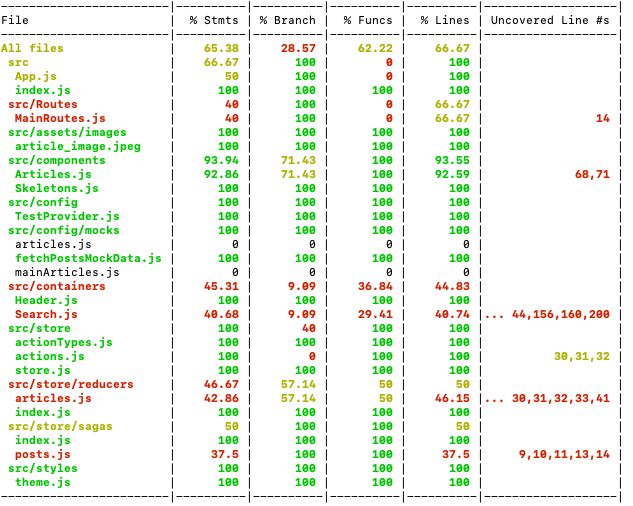 File | % Stmts | % Branch | % Funcs | % Lines | Uncovered Line #s |
All files | 65.38 | 28.57 | 62.22 | 66.67 | |
src | 66.67 | 100 | 0 | 100 | |
App.js | 50 | 100 | 0 | 100 | |
index.js | 100 | 100 | 100 | 100 | |
src/Routes | 40 | 100 | 0 | 66.67 | |
MainRoutes.js | 40 | 100 | 0 | 66.67 | 14 |
src/assets/images | 100 | 100 | 100 | 100 | |
article_image.jpeg | 100 | 100 | 100 | 100 | |
src/components | 93.94 | 71.43 | 100 | 93.55 | |
Articles.js | 92.86 | 71.43 | 100 | 92.59 | 68,71 |
Skeletons.js | 100 | 100 | 100 | 100 | |
src/config | 100 | 100 | 100 | 100 | |
TestProvider.js | 100 | 100 | 100 | 100 | |
src/config/mocks | 100 | 100 | 100 | 100 | |
articles.js | 0 | 0 | 0 | 0 | |
fetchPostsMockData.js | 100 | 100 | 100 | 100 | |
mainArticles.js | 0 | 0 | 0 | 0 | |
src/containers | 45.31 | 9.09 | 36.84 | 44.83 | |
Header.js | 100 | 100 | 100 | 100 | |
Search.js | 40.68 | 9.09 | 29.41 | 40.74 | ... 44,156,160,200 |
src/store | 100 | 40 | 100 | 100 | |
actionTypes.js | 100 | 100 | 100 | 100 | |
actions.js | 100 | 0 | 100 | 100 | 30,31,32 |
store.js | 100 | 100 | 100 | 100 | |
src/store/reducers | 46.67 | 57.14 | 50 | 50 | |
articles.js | 42.86 | 57.14 | 50 | 46.15 | ... 30,31,32,33,41 |
index.js | 100 | 100 | 100 | 100 | |
src/store/sagas | 50 | 100 | 100 | 50 | |
index.js | 100 | 100 | 100 | 100 | |
posts.js | 37.5 | 100 | 100 | 37.5 | 9,10,11,13,14 |
src/styles | 100 | 100 | 100 | 100 | |
theme.js | 100 | 100 | 100 | 100 | |